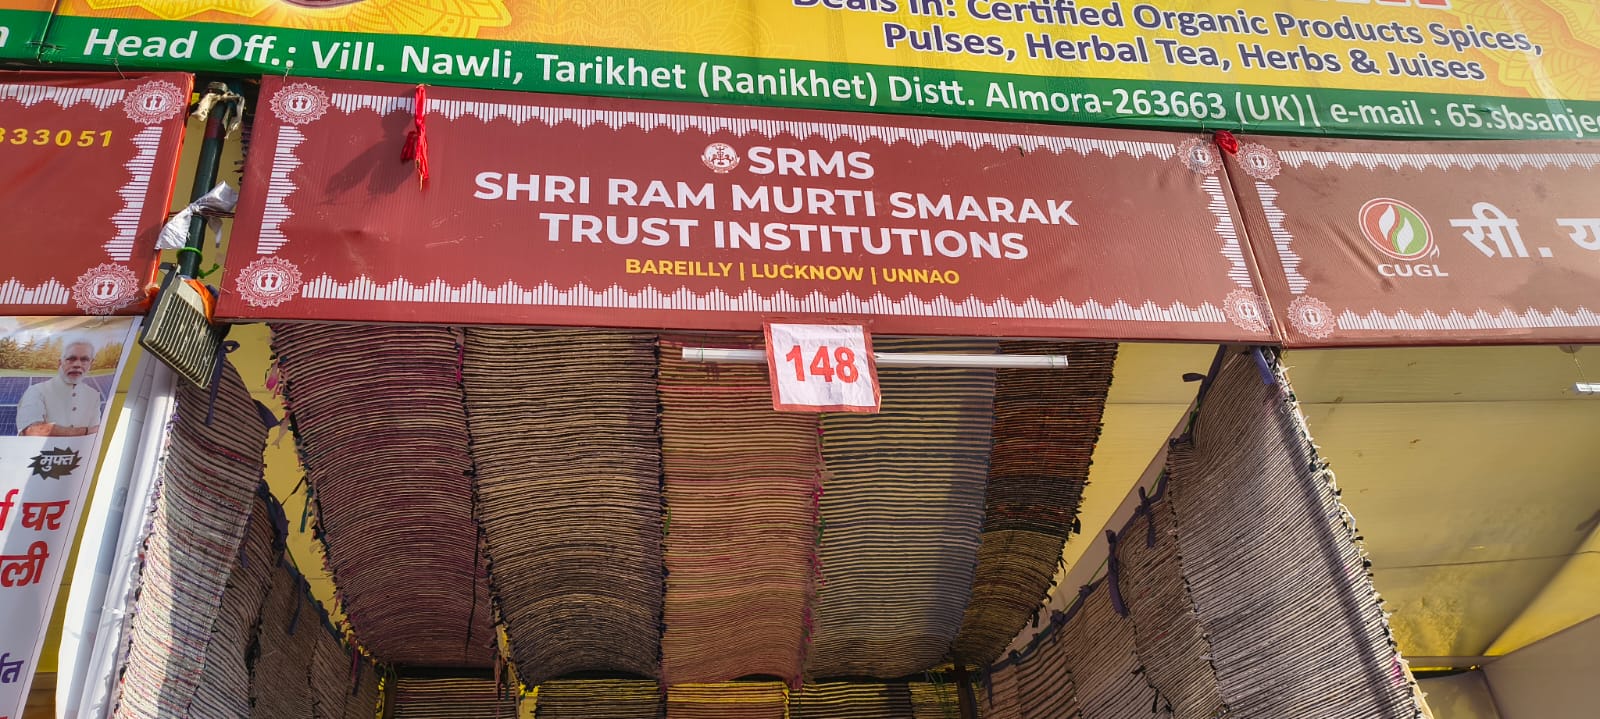 Deals in: Certified Organic Products Spices,
Pulses, Herbal Tea, Herbs & Juises
Head Off.: Vill. Nawli, Tarikhet (Ranikhet) Distt. Almora-263663 (UK)| e-mail : 65.sbsanjee
333051
SRMS
SHRI RAM MURTI SMARAK
TRUST INSTITUTIONS
BAREILLY | LUCKNOW | UNNAO
CUGL
सी. य
148
मुफ्त
घर
ली